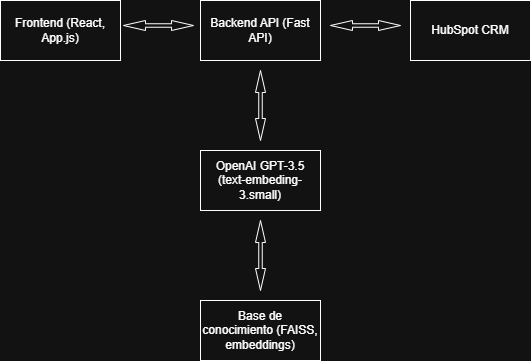 Frontend (React,
App.js)
Backend API (Fast
API)
HubSpot CRM
OpenAI GPT-3.5
(text-embeding-
3.small)
Base de
conocimiento (FAISS,
embeddings)